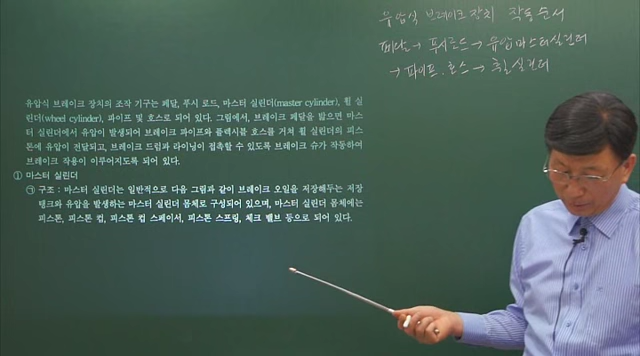 유압식 브레이크 장치 작동순서
페달 → 푸시로드 → 유압마스터실린더
→ 파이프.호스 → 휠실린더
유압식 브레이크 장치의 조작 기구는 페달, 푸시 로드, 마스터 실린더(master cylinder), 휠 실
린더(wheel cylinder), 파이프 및 호스로 되어 있다. 그림에서, 브레이크 페달을 밟으면 마스
터 실린더에서 유압이 발생되어 브레이크 파이프와 플렉시블 호스를 거쳐 휠 실린더의 피스
톤에 유압이 전달되고, 브레이크 드럼과 라이닝이 접촉할 수 있도록 브레이크 슈가 작동하여
브레이크 작용이 이루어지도록 되어 있다.
① 마스터 실린더
㉠ 구조 : 마스터 실린더는 일반적으로 다음 그림과 같이 브레이크 오일을 저장해두는 저장
탱크와 유압을 발생하는 마스터 실린더 몸체로 구성되어 있으며, 마스터 실린더 몸체에는
피스톤, 피스톤 컵, 피스톤 컵 스페이서, 피스톤 스프링, 체크 밸브 등으로 되어 있다.